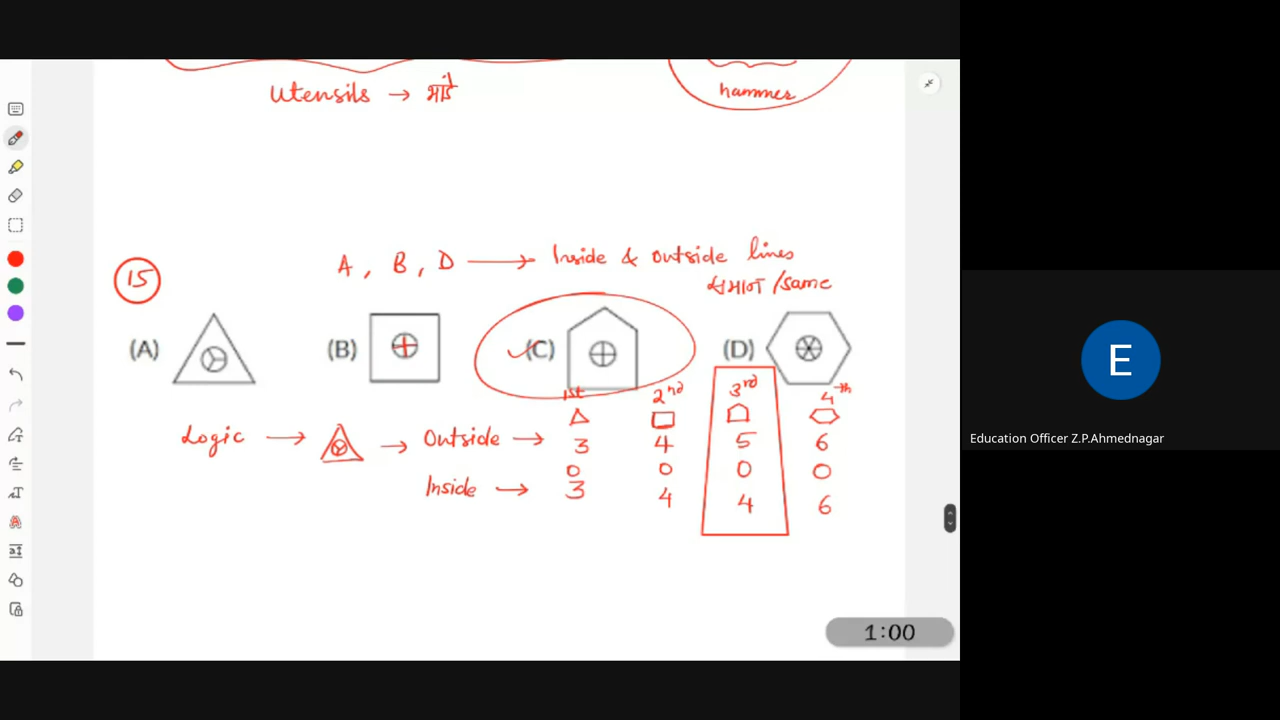 Utensils → भांडी
hammer
15
A, B, D → Inside & outside lines
समान / same
(A) (B) (C) (D)
1st 2nd 3rd 4th
Logic → → Outside → 3 4 5 6
0 0 0 0
Inside → 3 4 4 6
1:00
E
Education Officer Z.P.Ahmednagar